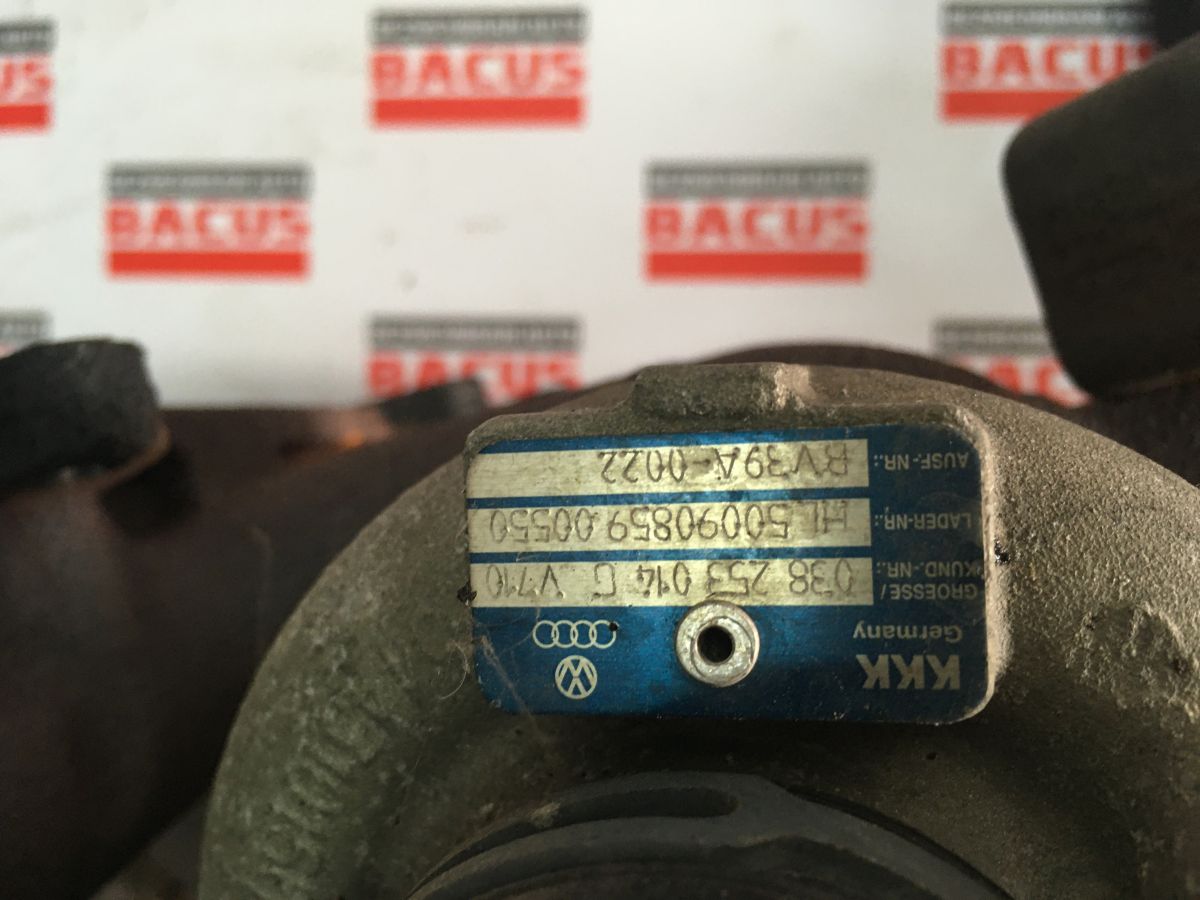 BACUS
BACUS
BACUS
BACUS
BACUS
KKK
Germany
GROESSE/
KUND.-NR.: 038 253 014 G V710
LADER-NR.: HL 50090859 00550
AUSF.-NR.: BV39A-0022